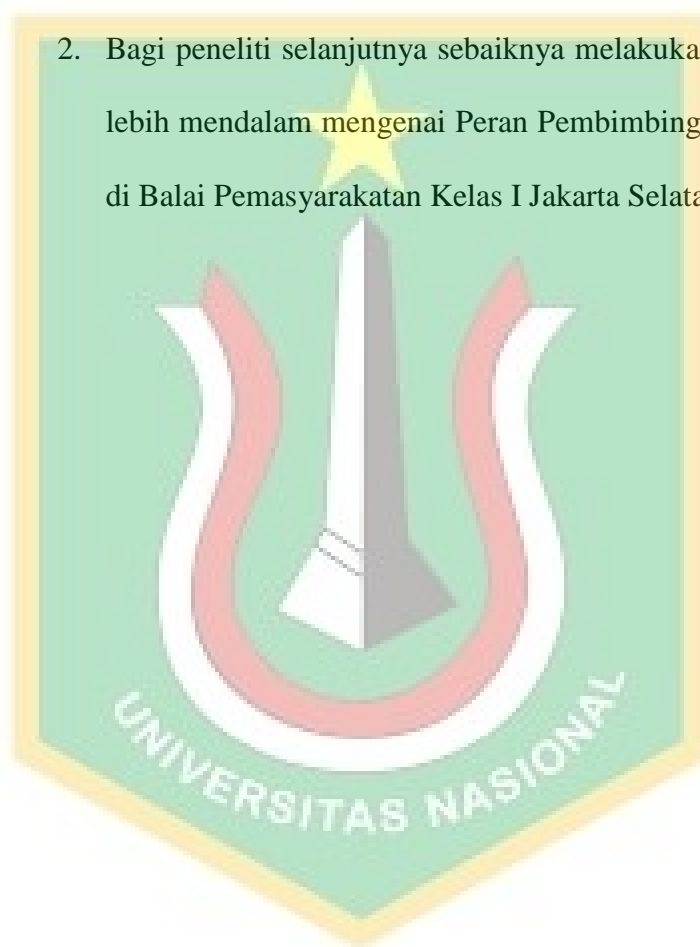 2. Bagi peneliti selanjutnya sebaiknya melakuka
lebih mendalam mengenai Peran Pembimbing
di Balai Pemasyarakatan Kelas I Jakarta Selata
UNIVERSITAS NASIONAL